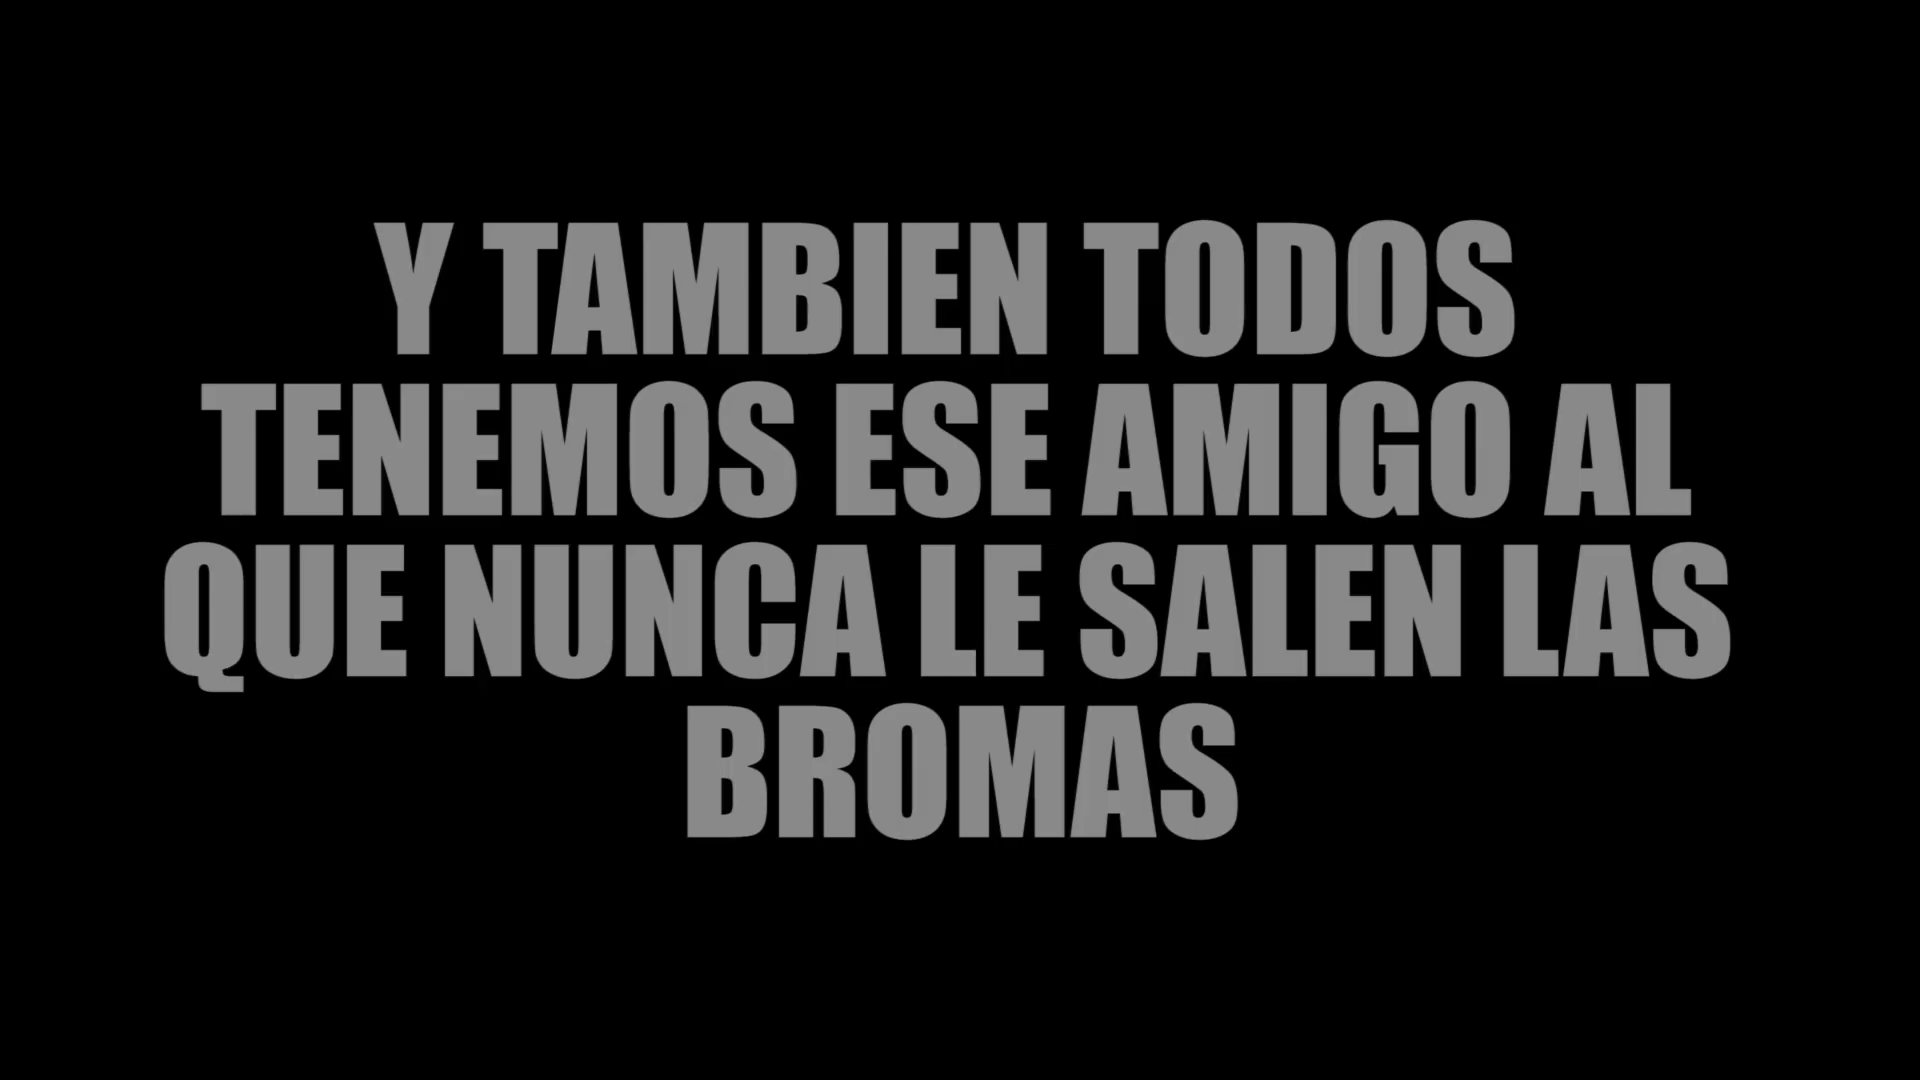 Y TAMBIEN TODOS
TENEMOS ESE AMIGO AL
QUE NUNCA LE SALEN LAS
BROMAS